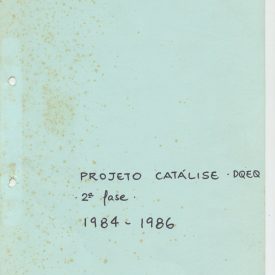 PROJETO CATÁLISE · DQEQ
· 2ª fase ·
1984 - 1986